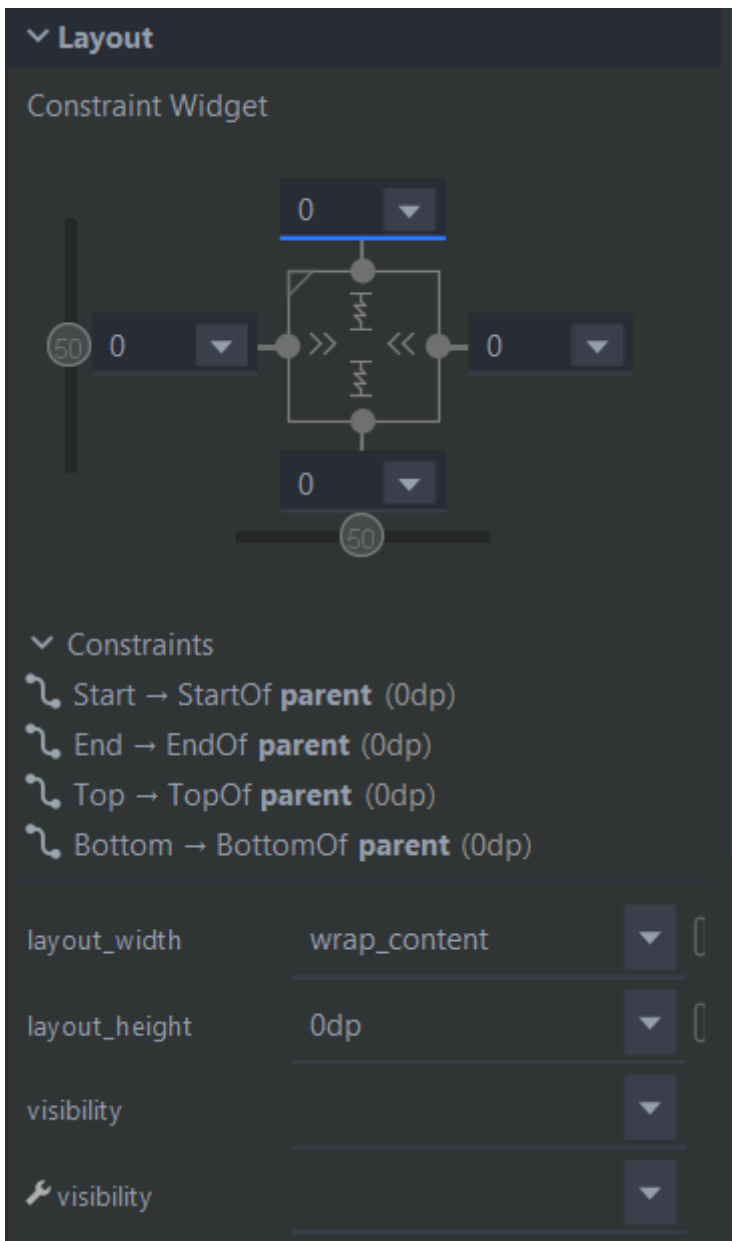 Layout
Constraint Widget
0
50 0 0
0
50
Constraints
Start → StartOf parent (0dp)
End → EndOf parent (0dp)
Top → TopOf parent (0dp)
Bottom → BottomOf parent (0dp)
layout_width wrap_content
layout_height 0dp
visibility
visibility